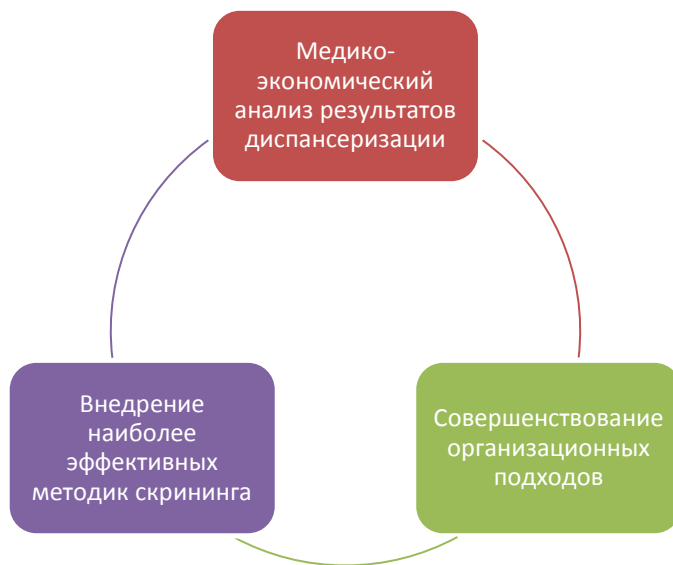 Медико-
экономический
анализ результатов
диспансеризации
Внедрение
наиболее
эффективных
методик скрининга
Совершенствование
организационных
подходов